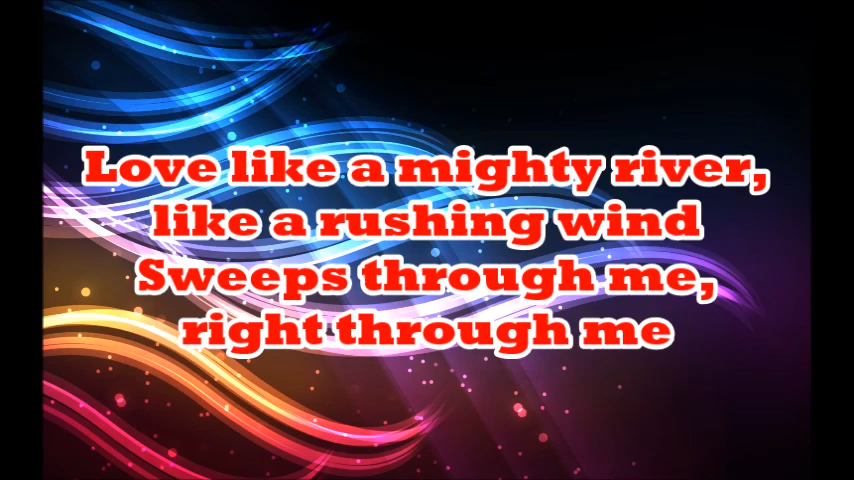 Love like a mighty river,
like a rushing wind
Sweeps through me,
right through me